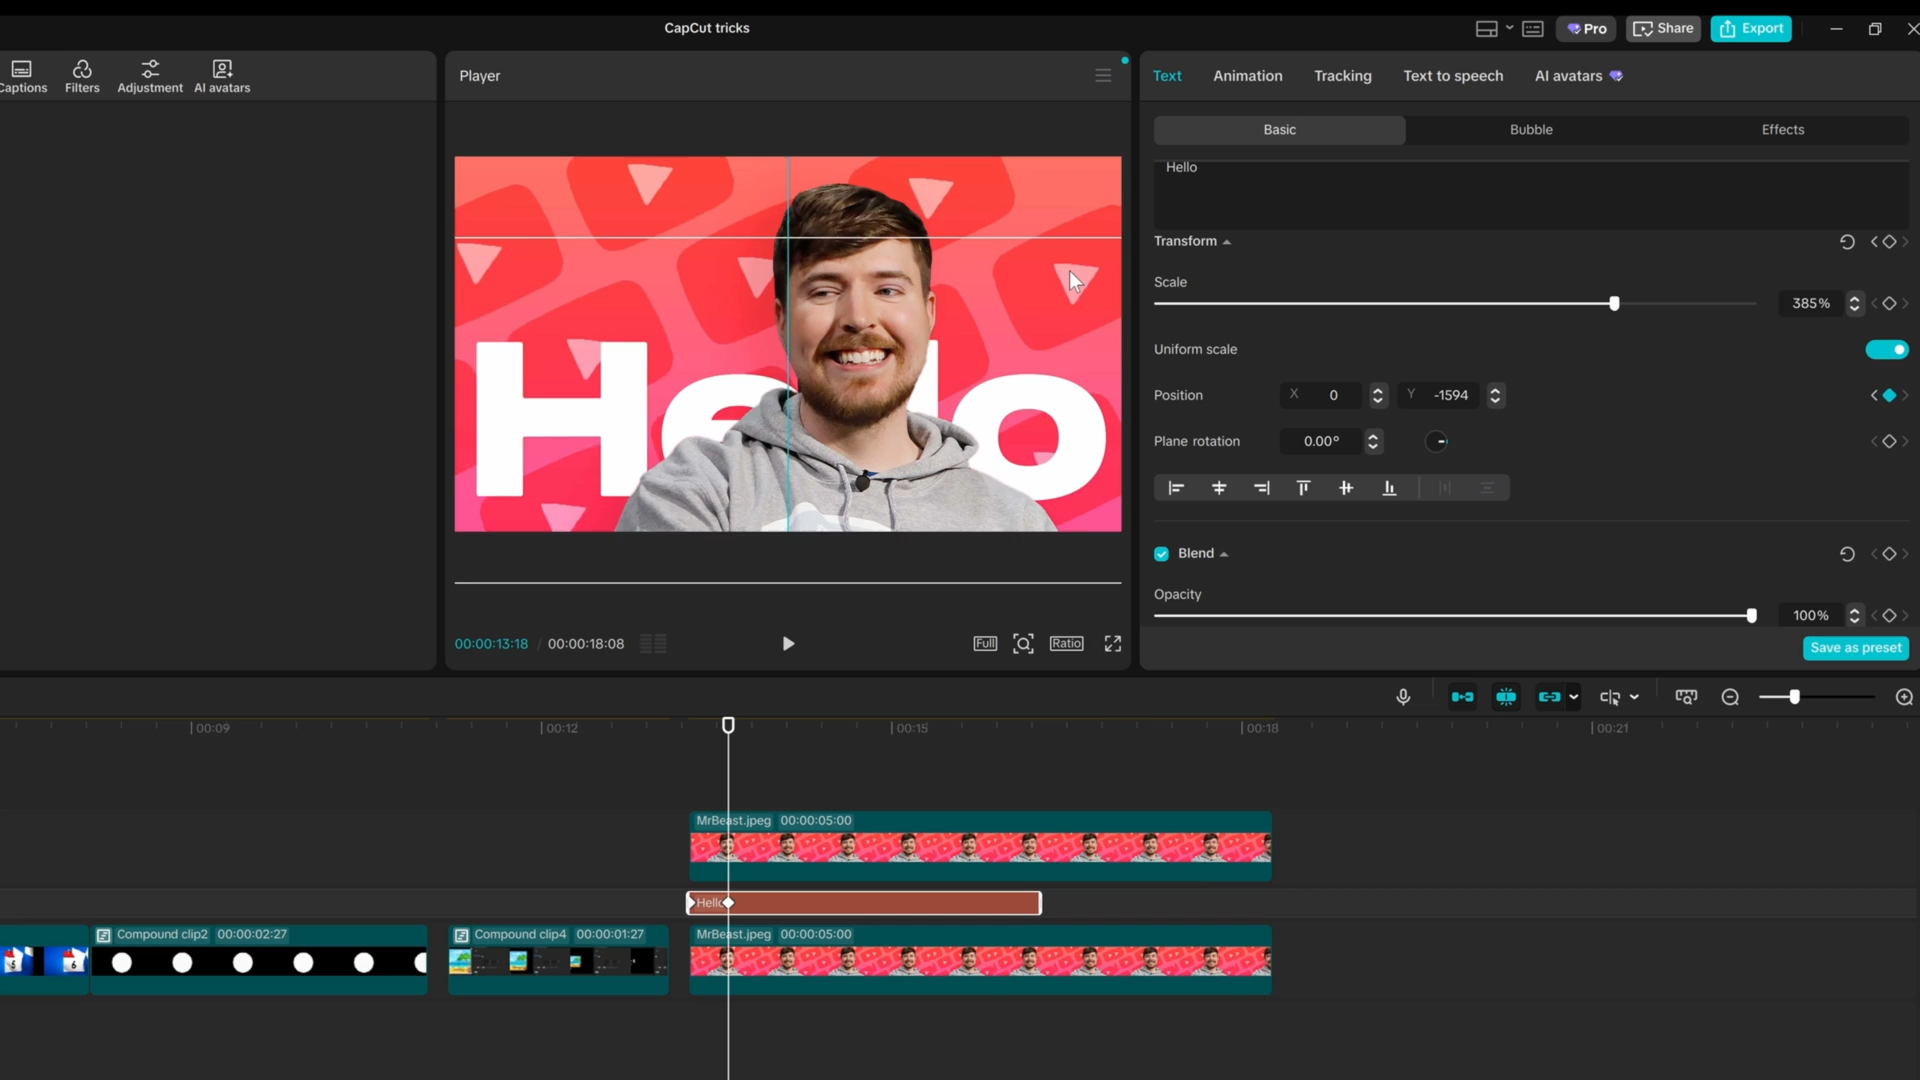 CapCut tricks
Pro
Share
Export
Captions
Filters
Adjustment
AI avatars
Player
Text
Animation
Tracking
Text to speech
AI avatars
Basic
Bubble
Effects
Hello
Transform
Scale
385%
Uniform scale
Position
X 0
Y -1594
Plane rotation
0.00°
Blend
Opacity
100%
Save as preset
Hello
00:00:13:18 / 00:00:18:08
Full
Ratio
00:09
00:12
00:15
00:18
00:21
MrBeast.jpeg 00:00:05:00
Hello
Compound clip2 00:00:02:27
Compound clip4 00:00:01:27
MrBeast.jpeg 00:00:05:00
5
6